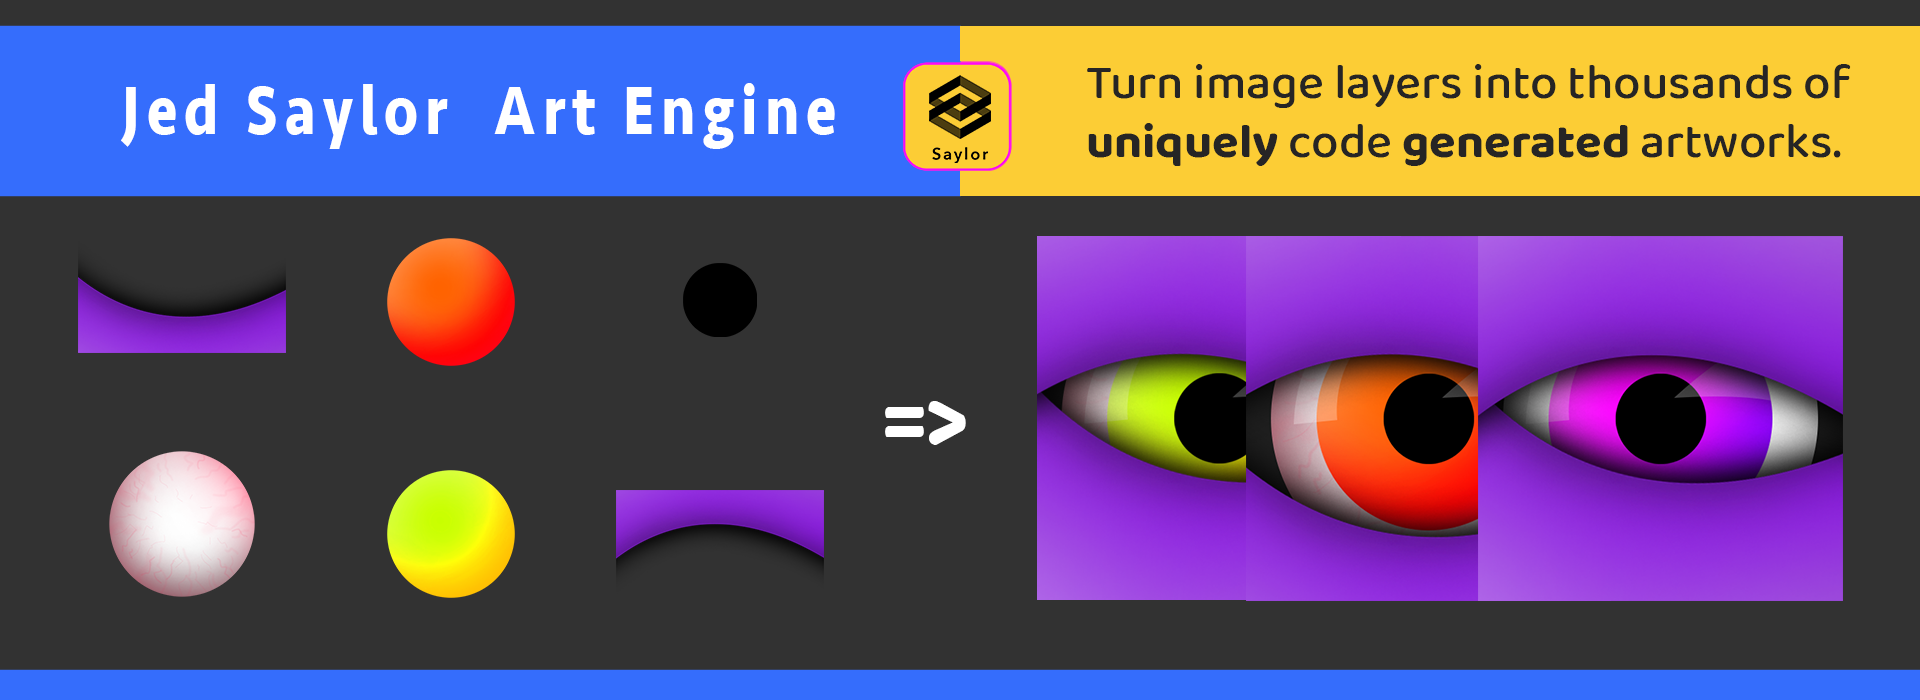 Jed Saylor Art Engine
Saylor
Turn image layers into thousands of
uniquely code generated artworks.
=>